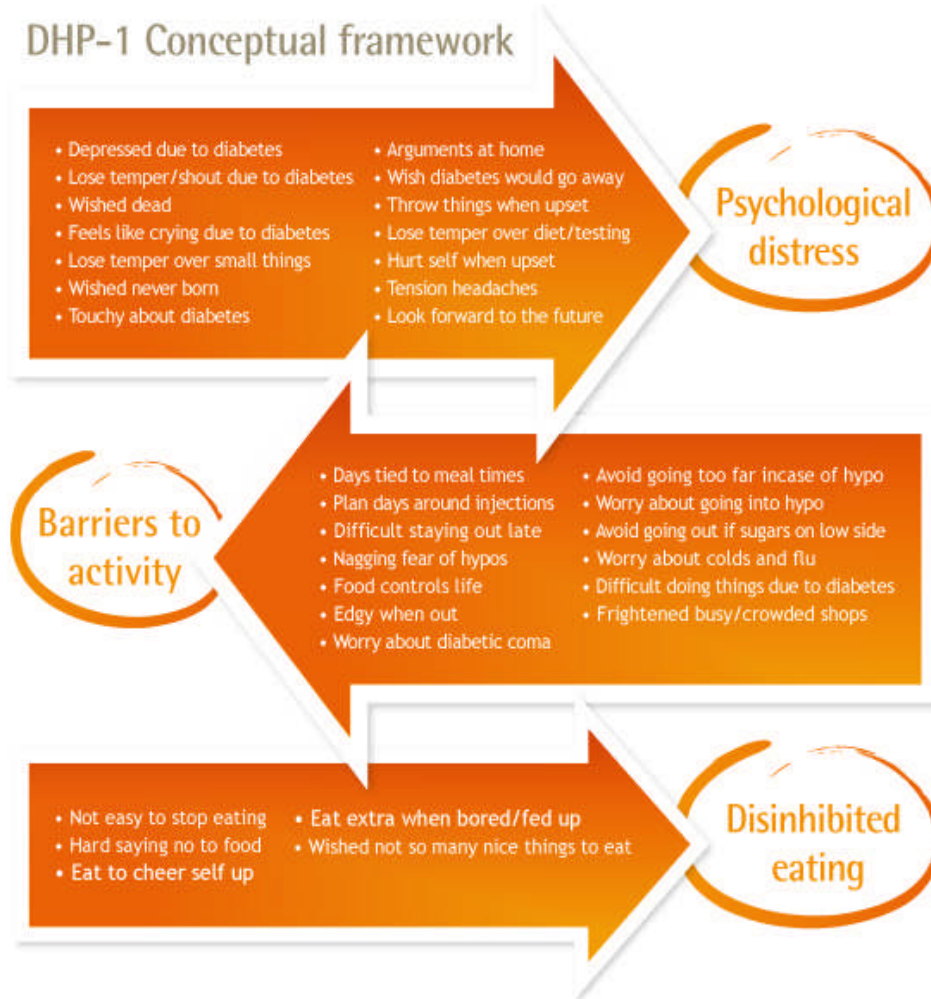 DHP-1 Conceptual framework
• Depressed due to diabetes
• Lose temper/shout due to diabetes
• Wished dead
• Feels like crying due to diabetes
• Lose temper over small things
• Wished never born
• Touchy about diabetes
• Arguments at home
• Wish diabetes would go away
• Throw things when upset
• Lose temper over diet/testing
• Hurt self when upset
• Tension headaches
• Look forward to the future
Psychological
distress
Barriers to
activity
• Days tied to meal times
• Plan days around injections
• Difficult staying out late
• Nagging fear of hypos
• Food controls life
• Edgy when out
• Worry about diabetic coma
• Avoid going too far incase of hypo
• Worry about going into hypo
• Avoid going out if sugars on low side
• Worry about colds and flu
• Difficult doing things due to diabetes
• Frightened busy/crowded shops
• Not easy to stop eating
• Hard saying no to food
• Eat to cheer self up
• Eat extra when bored/fed up
• Wished not so many nice things to eat
Disinhibited
eating